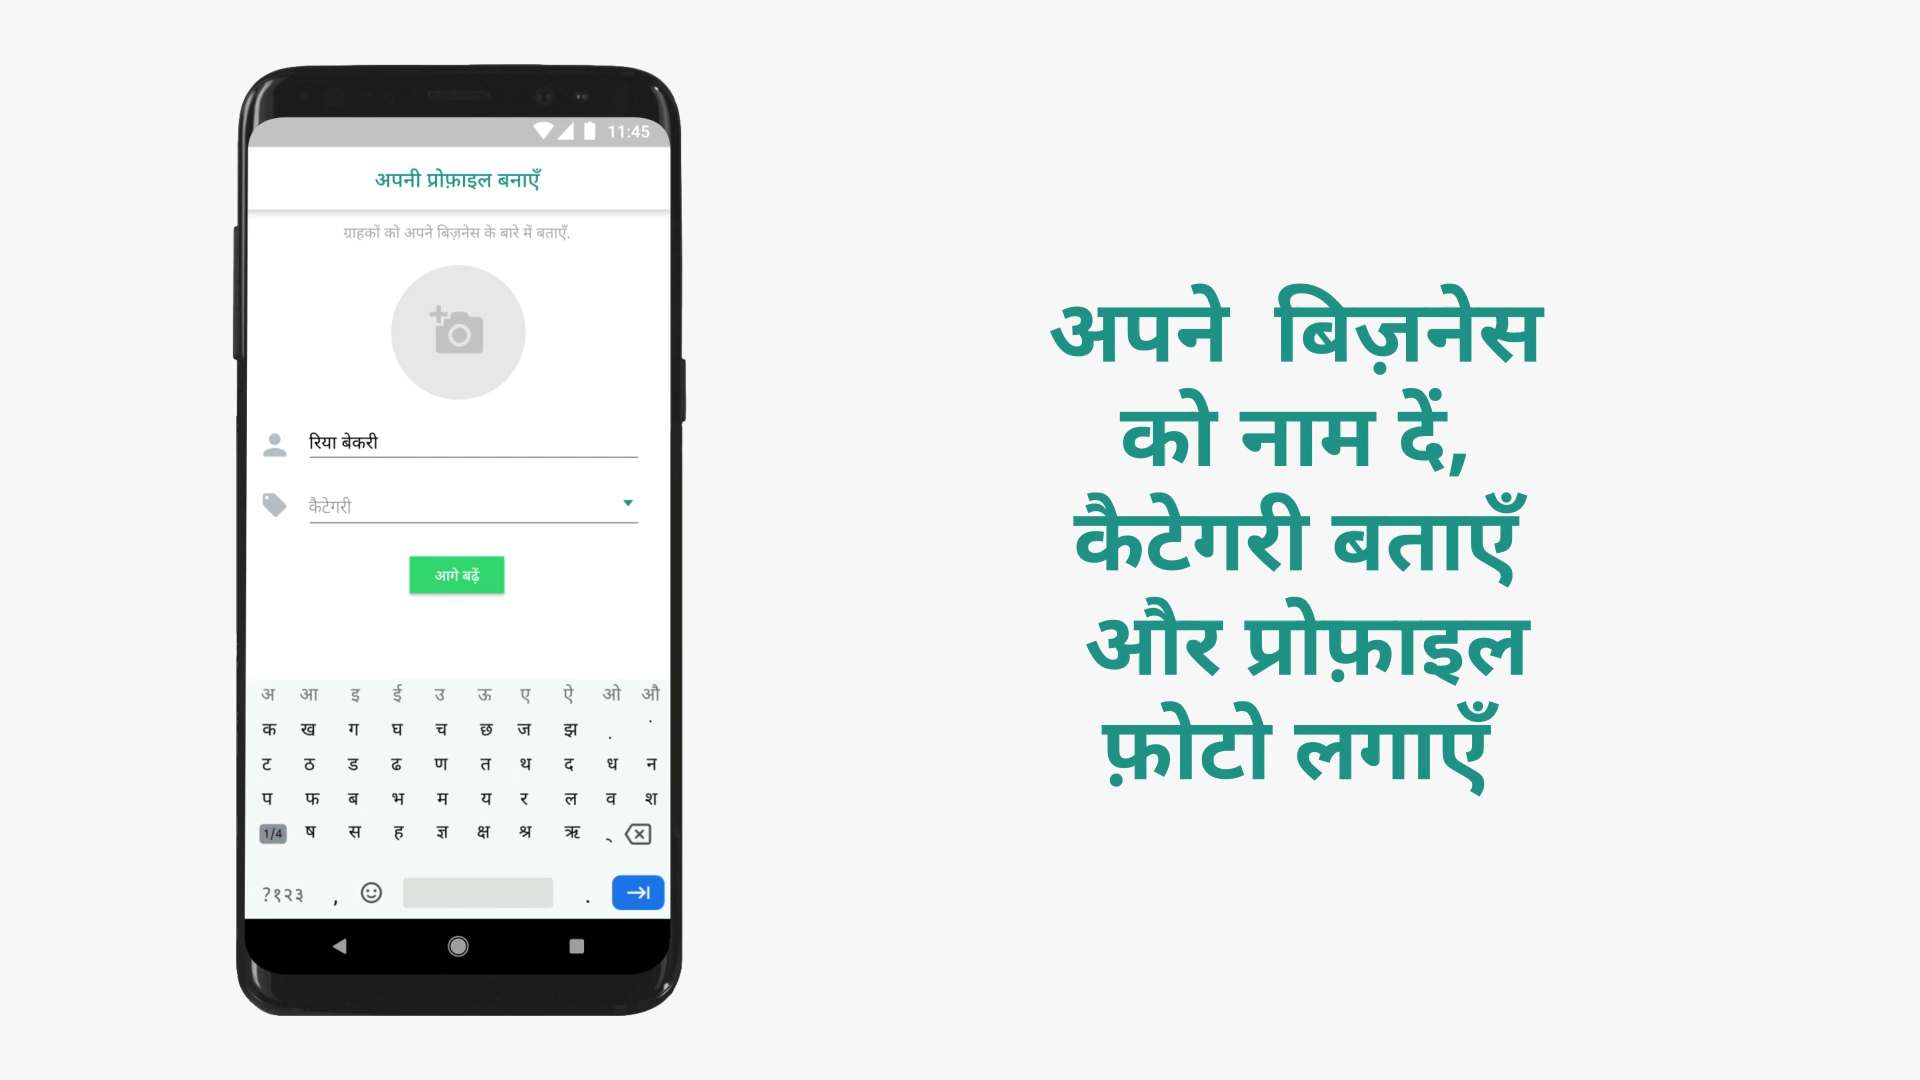 11:45
अपनी प्रोफ़ाइल बनाएँ
ग्राहकों को अपने बिज़नेस के बारे में बताएँ.
रिया बेकरी
कैटेगरी
आगे बढ़ें
अ आ इ ई उ ऊ ए ऐ ओ औ
क ख ग घ च छ ज झ . ˙
ट ठ ड ढ ण त थ द ध न
प फ ब भ म य र ल व श
1/4 ष स ह ज्ञ क्ष श्र ऋ ्
?१२३ , .
अपने बिज़नेस
को नाम दें,
कैटेगरी बताएँ
और प्रोफ़ाइल
फ़ोटो लगाएँ